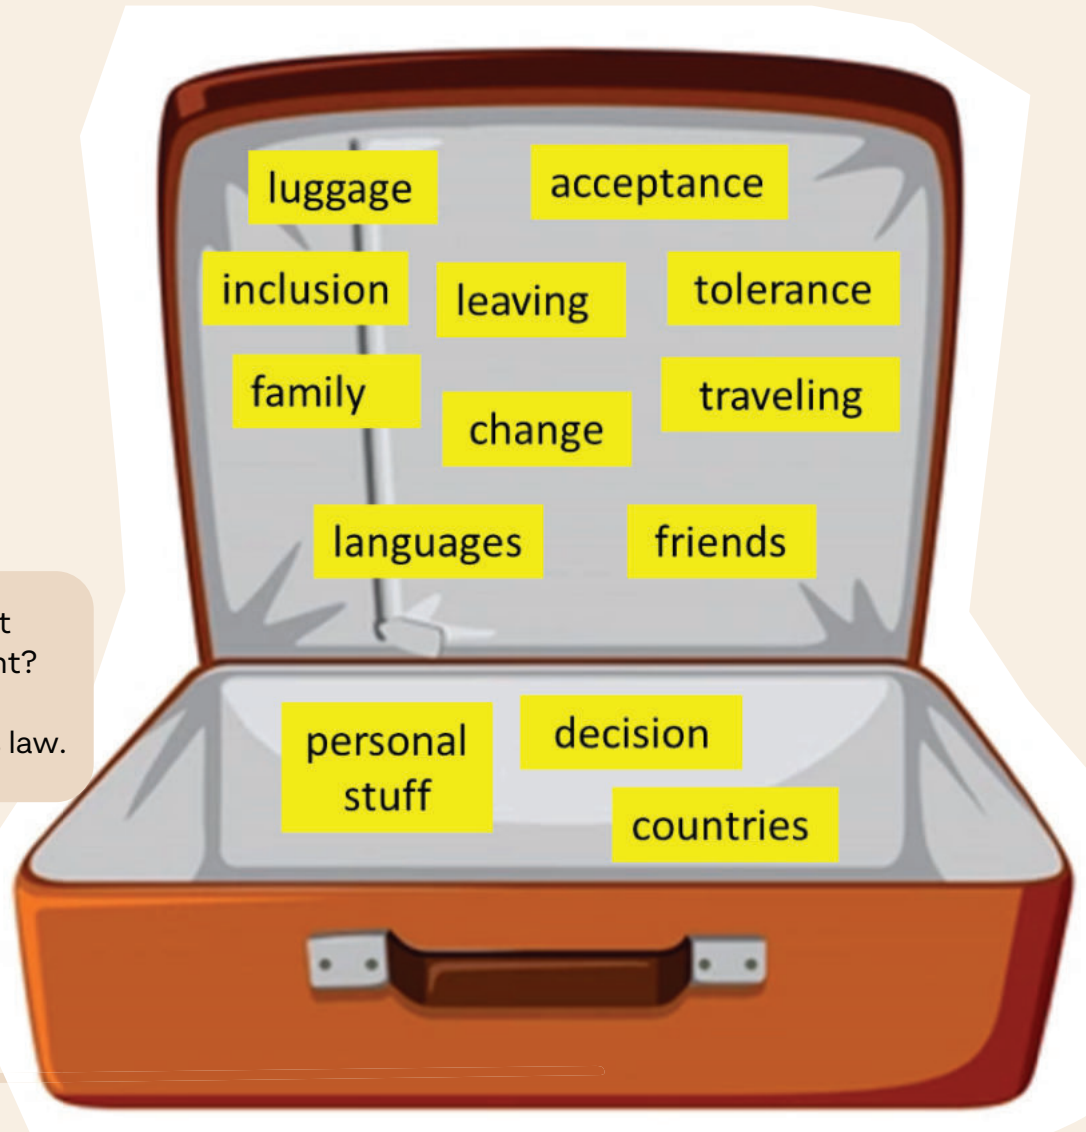 luggage
acceptance
inclusion
leaving
tolerance
family
change
traveling
languages
friends
law.
personal
stuff
decision
countries